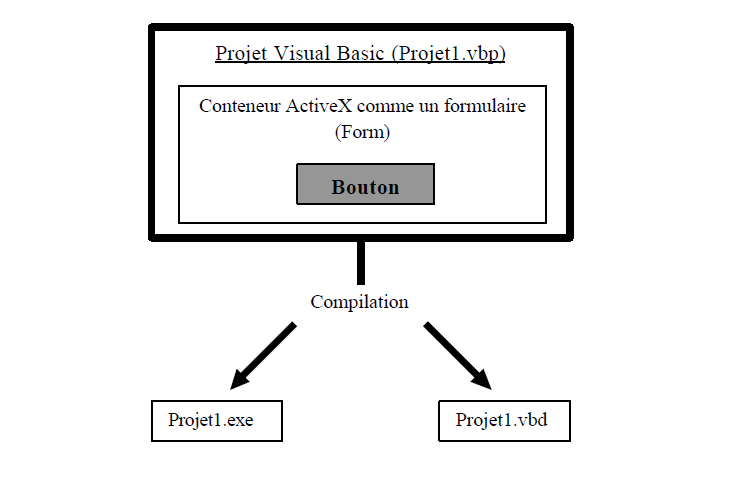 Projet Visual Basic (Projet1.vbp)
Conteneur ActiveX comme un formulaire
(Form)
Bouton
Compilation
Projet1.exe
Projet1.vbd